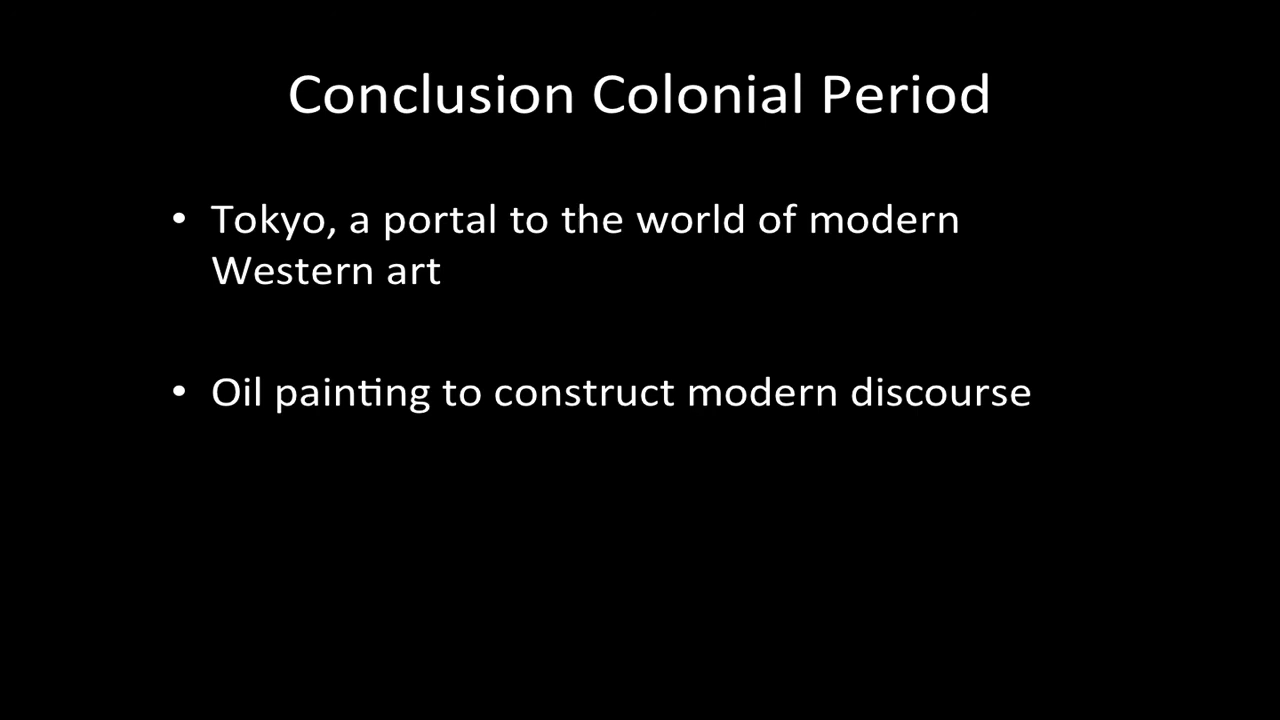 Conclusion Colonial Period
• Tokyo, a portal to the world of modern
Western art
• Oil painting to construct modern discourse